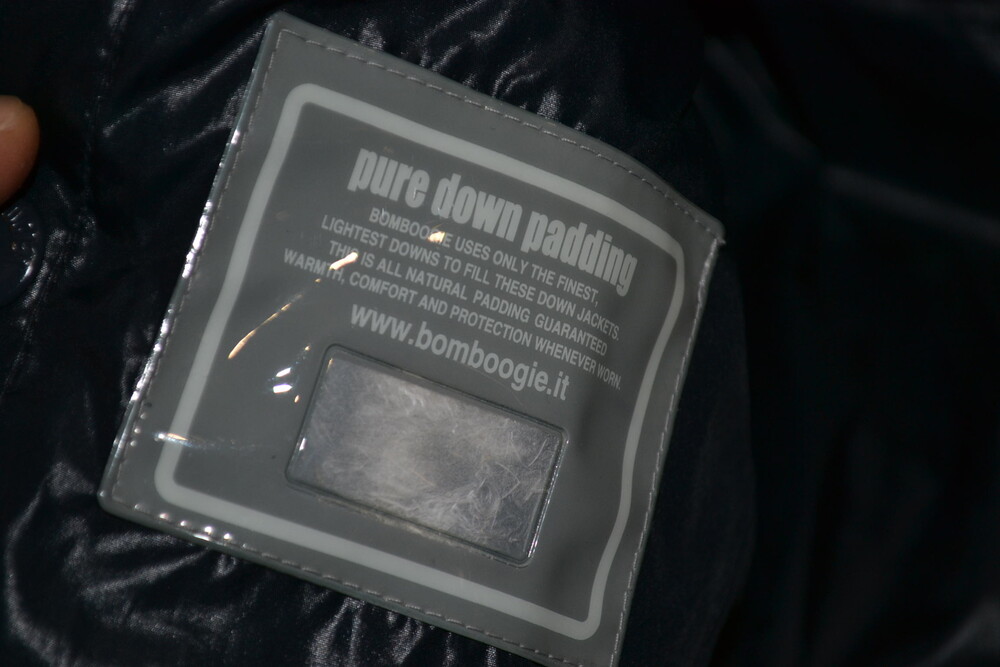 pure down padding
BOMBOOGIE USES ONLY THE FINEST,
LIGHTEST DOWNS TO FILL THESE DOWN JACKETS.
THIS IS ALL NATURAL PADDING GUARANTEED
WARMTH, COMFORT AND PROTECTION WHENEVER WORN.
www.bomboogie.it